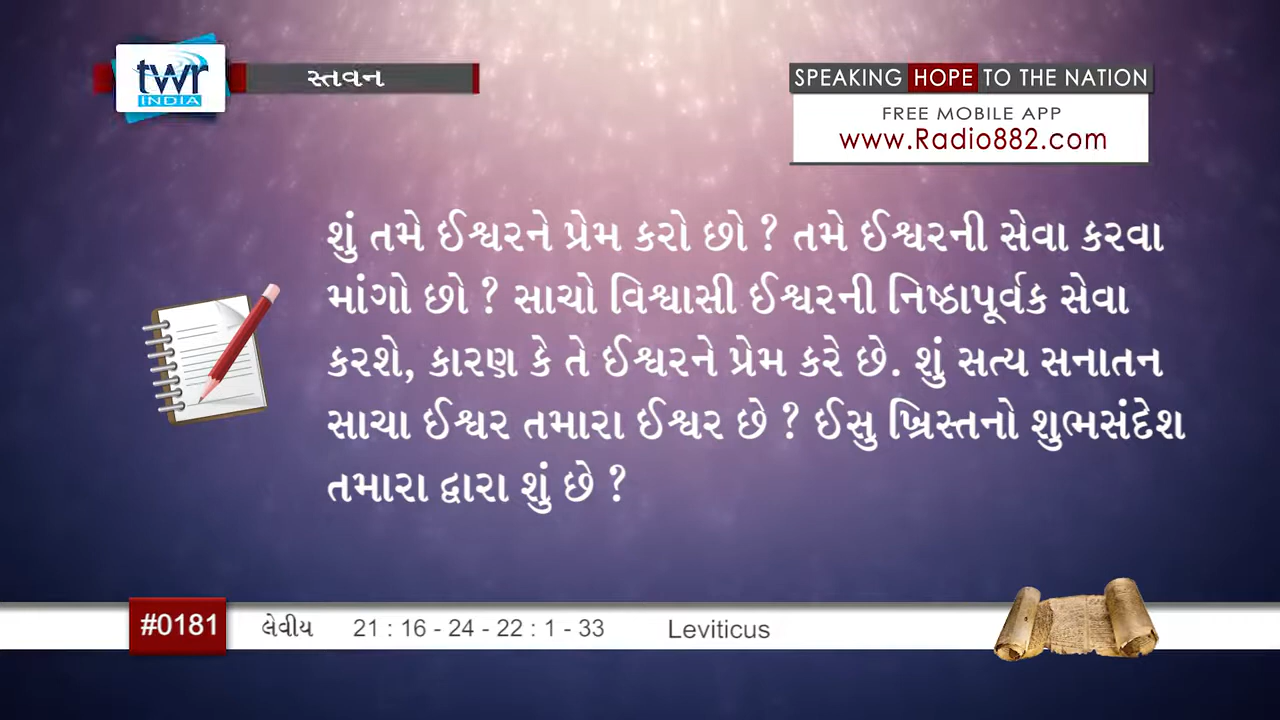 twr
INDIA
સ્તવન
SPEAKING HOPE TO THE NATION
FREE MOBILE APP
www.Radio882.com
શું તમે ઈશ્વરને પ્રેમ કરો છો ? તમે ઈશ્વરની સેવા કરવા
માંગો છો ? સાચો વિશ્વાસી ઈશ્વરની નિષ્ઠાપૂર્વક સેવા
કરશે, કારણ કે તે ઈશ્વરને પ્રેમ કરે છે. શું સત્ય સનાતન
સાચા ઈશ્વર તમારા ઈશ્વર છે ? ઈસુ ખ્રિસ્તનો શુભસંદેશ
તમારા દ્વારા શું છે ?
#0181 લેવીય 21 : 16 - 24 - 22 : 1 - 33 Leviticus